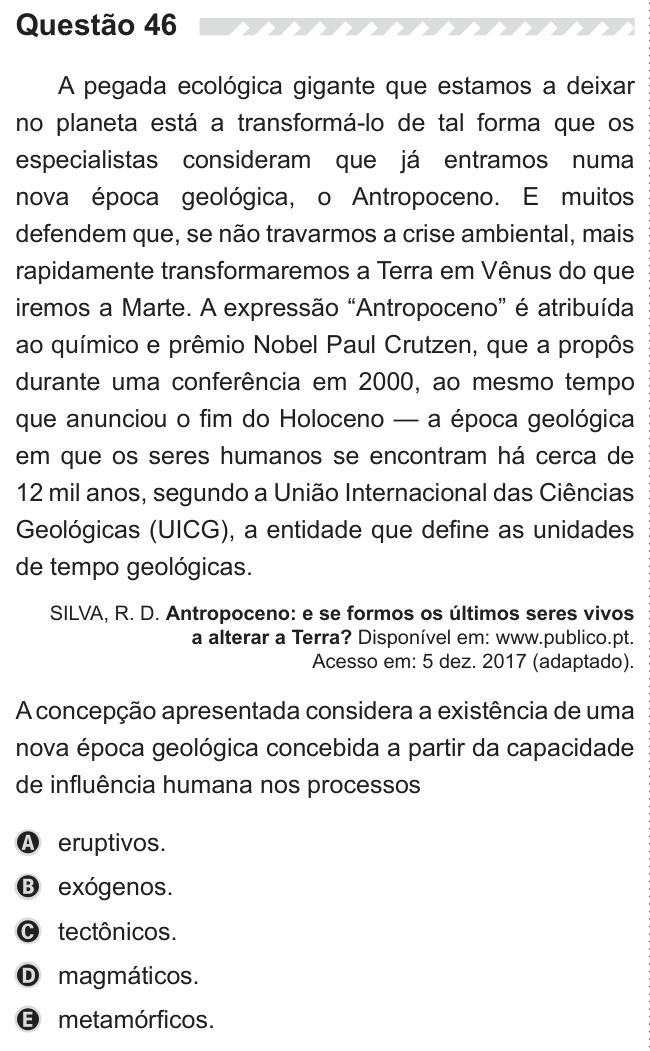 Questão 46
A pegada ecológica gigante que estamos a deixar
no planeta está a transformá-lo de tal forma que os
especialistas consideram que já entramos numa
nova época geológica, o Antropoceno. E muitos
defendem que, se não travarmos a crise ambiental, mais
rapidamente transformaremos a Terra em Vênus do que
iremos a Marte. A expressão “Antropoceno” é atribuída
ao químico e prêmio Nobel Paul Crutzen, que a propôs
durante uma conferência em 2000, ao mesmo tempo
que anunciou o fim do Holoceno — a época geológica
em que os seres humanos se encontram há cerca de
12 mil anos, segundo a União Internacional das Ciências
Geológicas (UICG), a entidade que define as unidades
de tempo geológicas.
SILVA, R. D. Antropoceno: e se formos os últimos seres vivos
a alterar a Terra? Disponível em: www.publico.pt.
Acesso em: 5 dez. 2017 (adaptado).
A concepção apresentada considera a existência de uma
nova época geológica concebida a partir da capacidade
de influência humana nos processos
A eruptivos.
B exógenos.
C tectônicos.
D magmáticos.
E metamórficos.